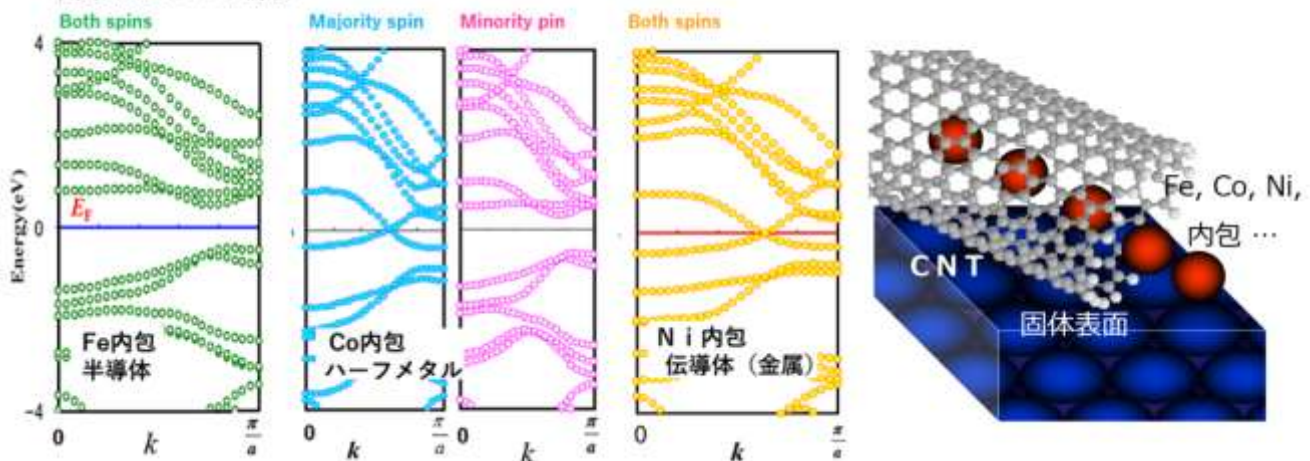 Both spins
Majority spin
Minority pin
Both spins
4
Energy(eV)
E_F
0
-4
Fe内包
半導体
Co内包
ハーフメタル
Ni内包
伝導体（金属）
0
k
π/a
0
k
π/a
0
k
π/a
0
k
π/a
Fe, Co, Ni,
内包 …
CNT
固体表面